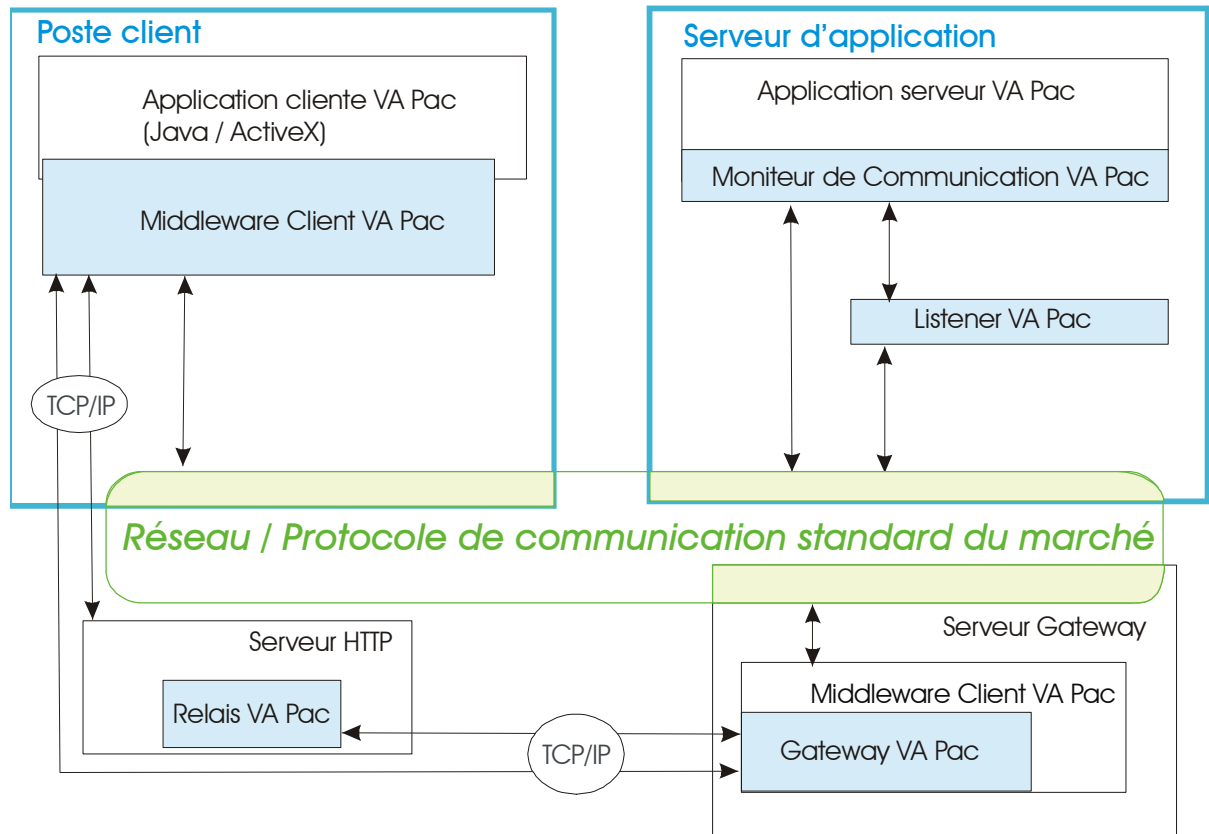 Poste client
Application cliente VA Pac
(Java / ActiveX)
Middleware Client VA Pac
TCP/IP
Serveur d’application
Application serveur VA Pac
Moniteur de Communication VA Pac
Listener VA Pac
Réseau / Protocole de communication standard du marché
Serveur HTTP
Relais VA Pac
TCP/IP
Serveur Gateway
Middleware Client VA Pac
Gateway VA Pac